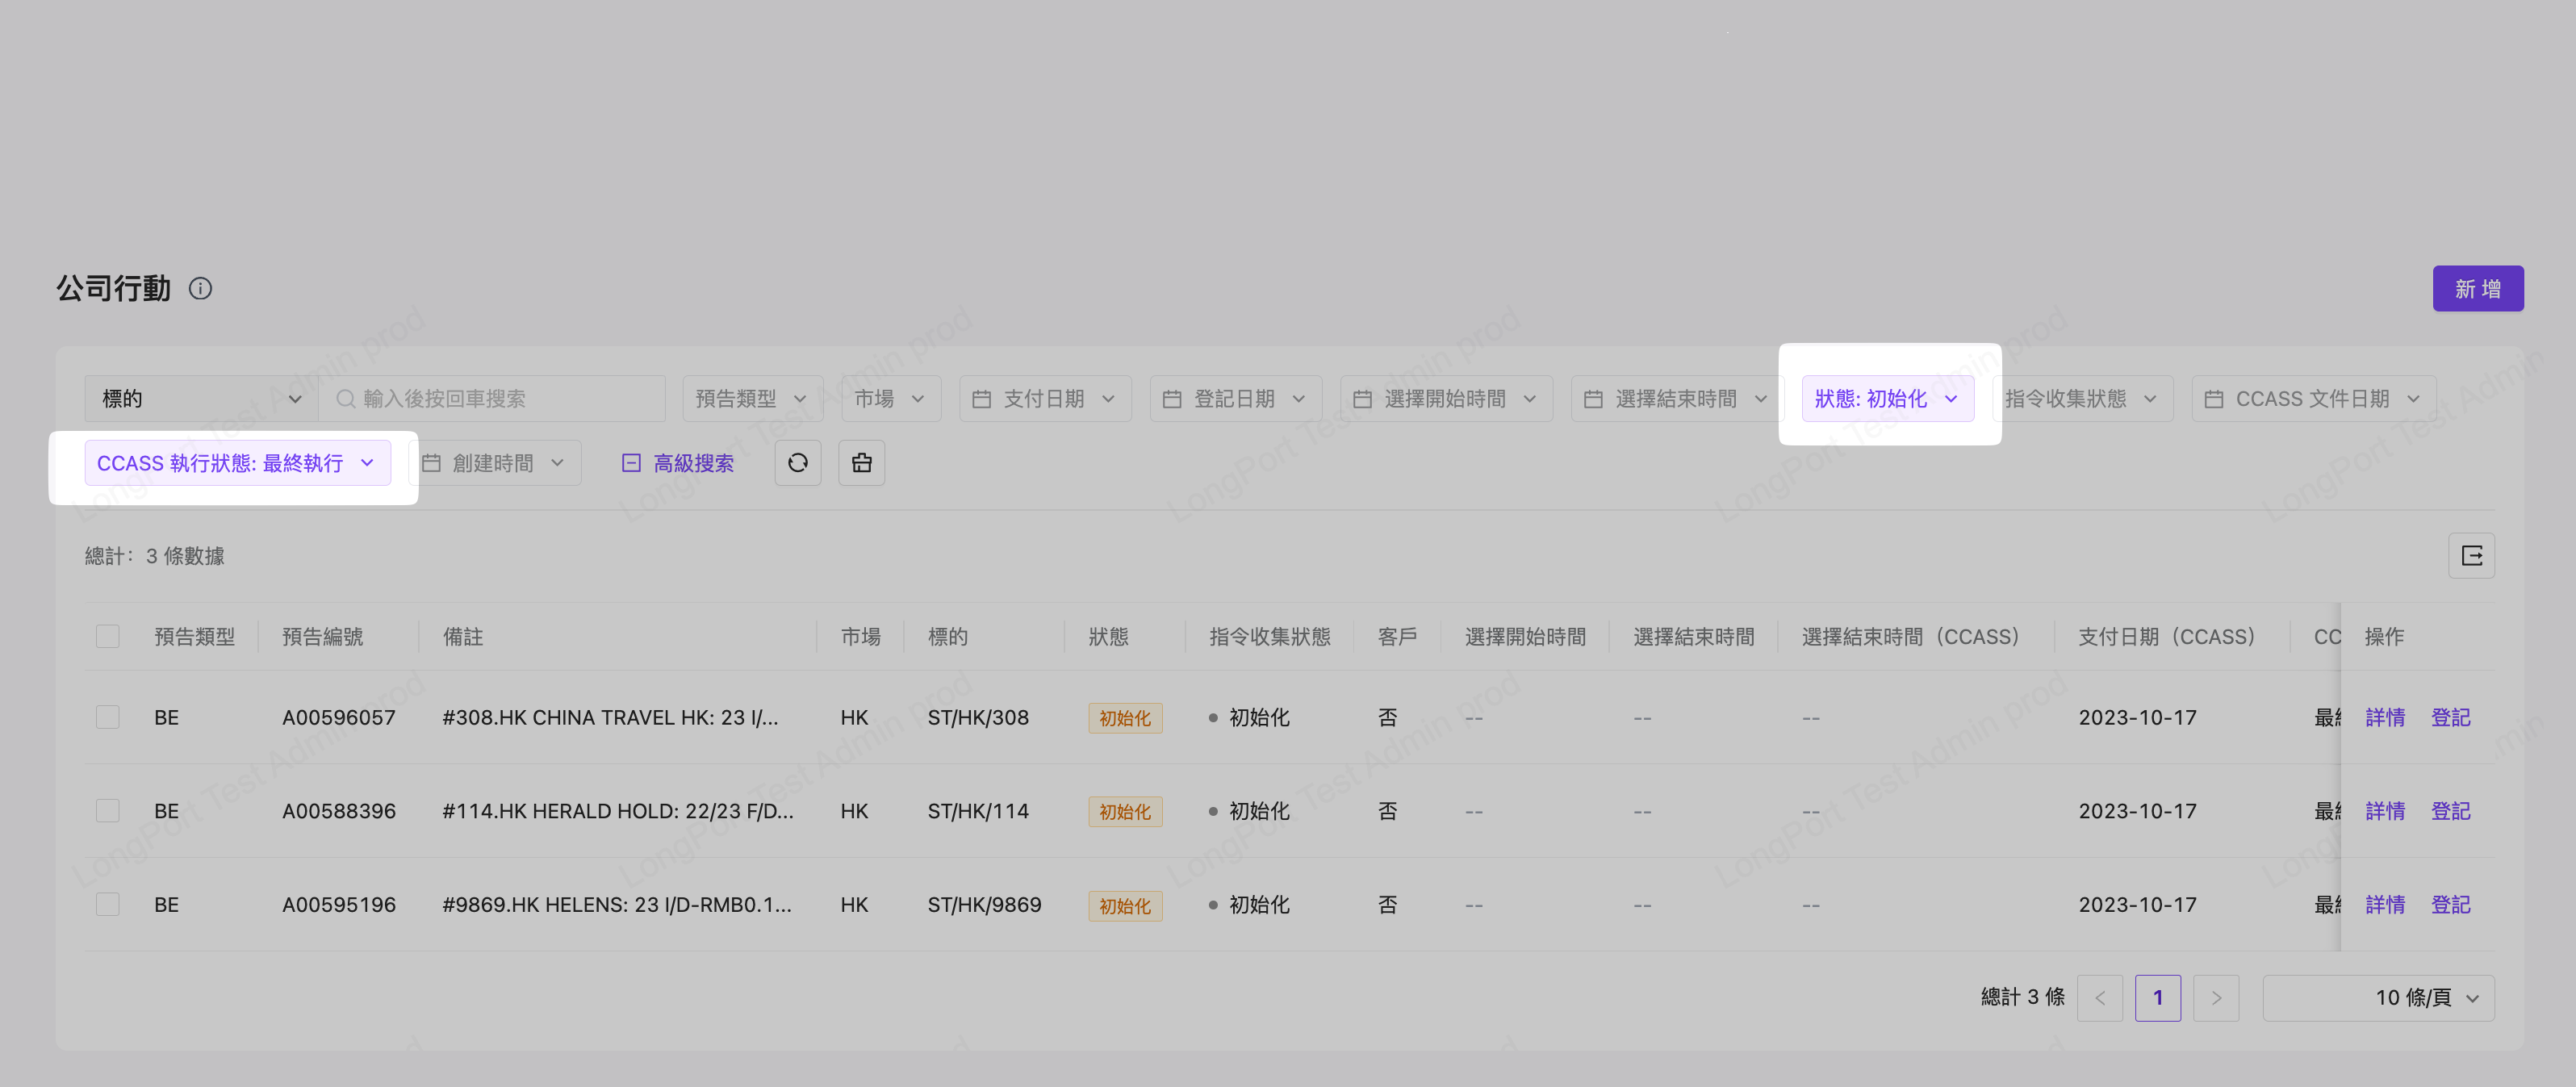 公司行動
新 增
標的 輸入後按回車搜索 預告類型 市場 支付日期 登記日期 選擇開始時間 選擇結束時間 狀態: 初始化 指令收集狀態 CCASS 文件日期
CCASS 執行狀態: 最終執行 創建時間 高級搜索
總計： 3 條數據
預告類型 預告編號 備註 市場 標的 狀態 指令收集狀態 客戶 選擇開始時間 選擇結束時間 選擇結束時間（CCASS） 支付日期（CCASS） CC 操作
BE A00596057 #308.HK CHINA TRAVEL HK: 23 I/... HK ST/HK/308 初始化 初始化 否 -- -- -- 2023-10-17 最終 詳情 登記
BE A00588396 #114.HK HERALD HOLD: 22/23 F/D... HK ST/HK/114 初始化 初始化 否 -- -- -- 2023-10-17 最終 詳情 登記
BE A00595196 #9869.HK HELENS: 23 I/D-RMB0.1... HK ST/HK/9869 初始化 初始化 否 -- -- -- 2023-10-17 最終 詳情 登記
總計 3 條 1 10 條/頁
LongPort Test Admin prod